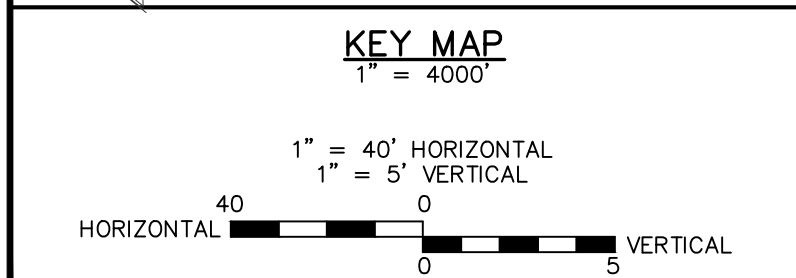 KEY MAP
1" = 4000'
1" = 40' HORIZONTAL
1" = 5' VERTICAL
40 0
HORIZONTAL
VERTICAL
0 5